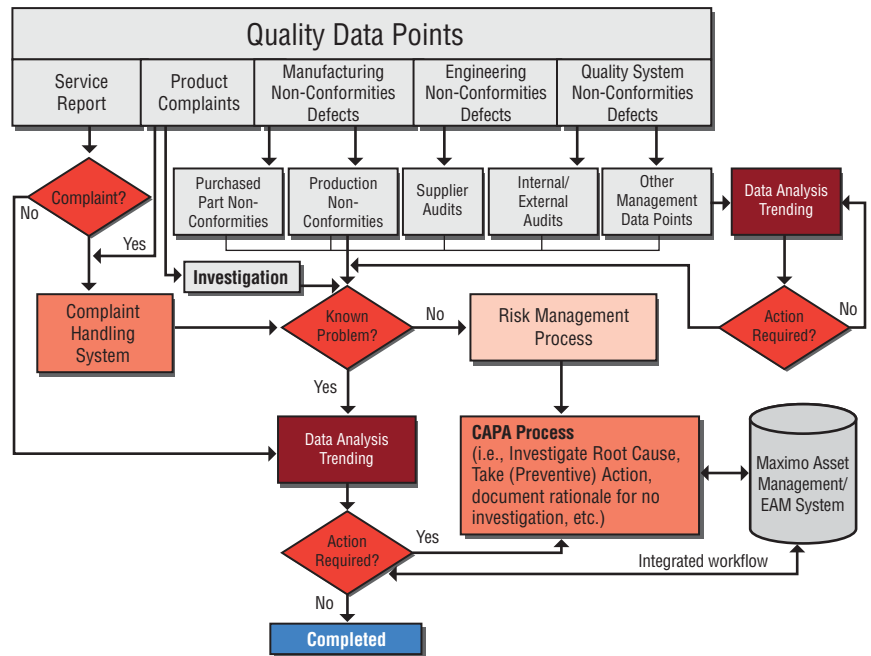 Quality Data Points
Service
Report
Product
Complaints
Manufacturing
Non-Conformities
Defects
Engineering
Non-Conformities
Defects
Quality System
Non-Conformities
Defects
Complaint?
No
Yes
Purchased
Part Non-
Conformities
Production
Non-
Conformities
Supplier
Audits
Internal/
External
Audits
Other
Management
Data Points
Data Analysis
Trending
Investigation
Complaint
Handling
System
Known
Problem?
No
Yes
Risk Management
Process
Action
Required?
No
Data Analysis
Trending
CAPA Process
(i.e., Investigate Root Cause,
Take (Preventive) Action,
document rationale for no
investigation, etc.)
Maximo Asset
Management/
EAM System
Action
Required?
Yes
Integrated workflow
No
Completed